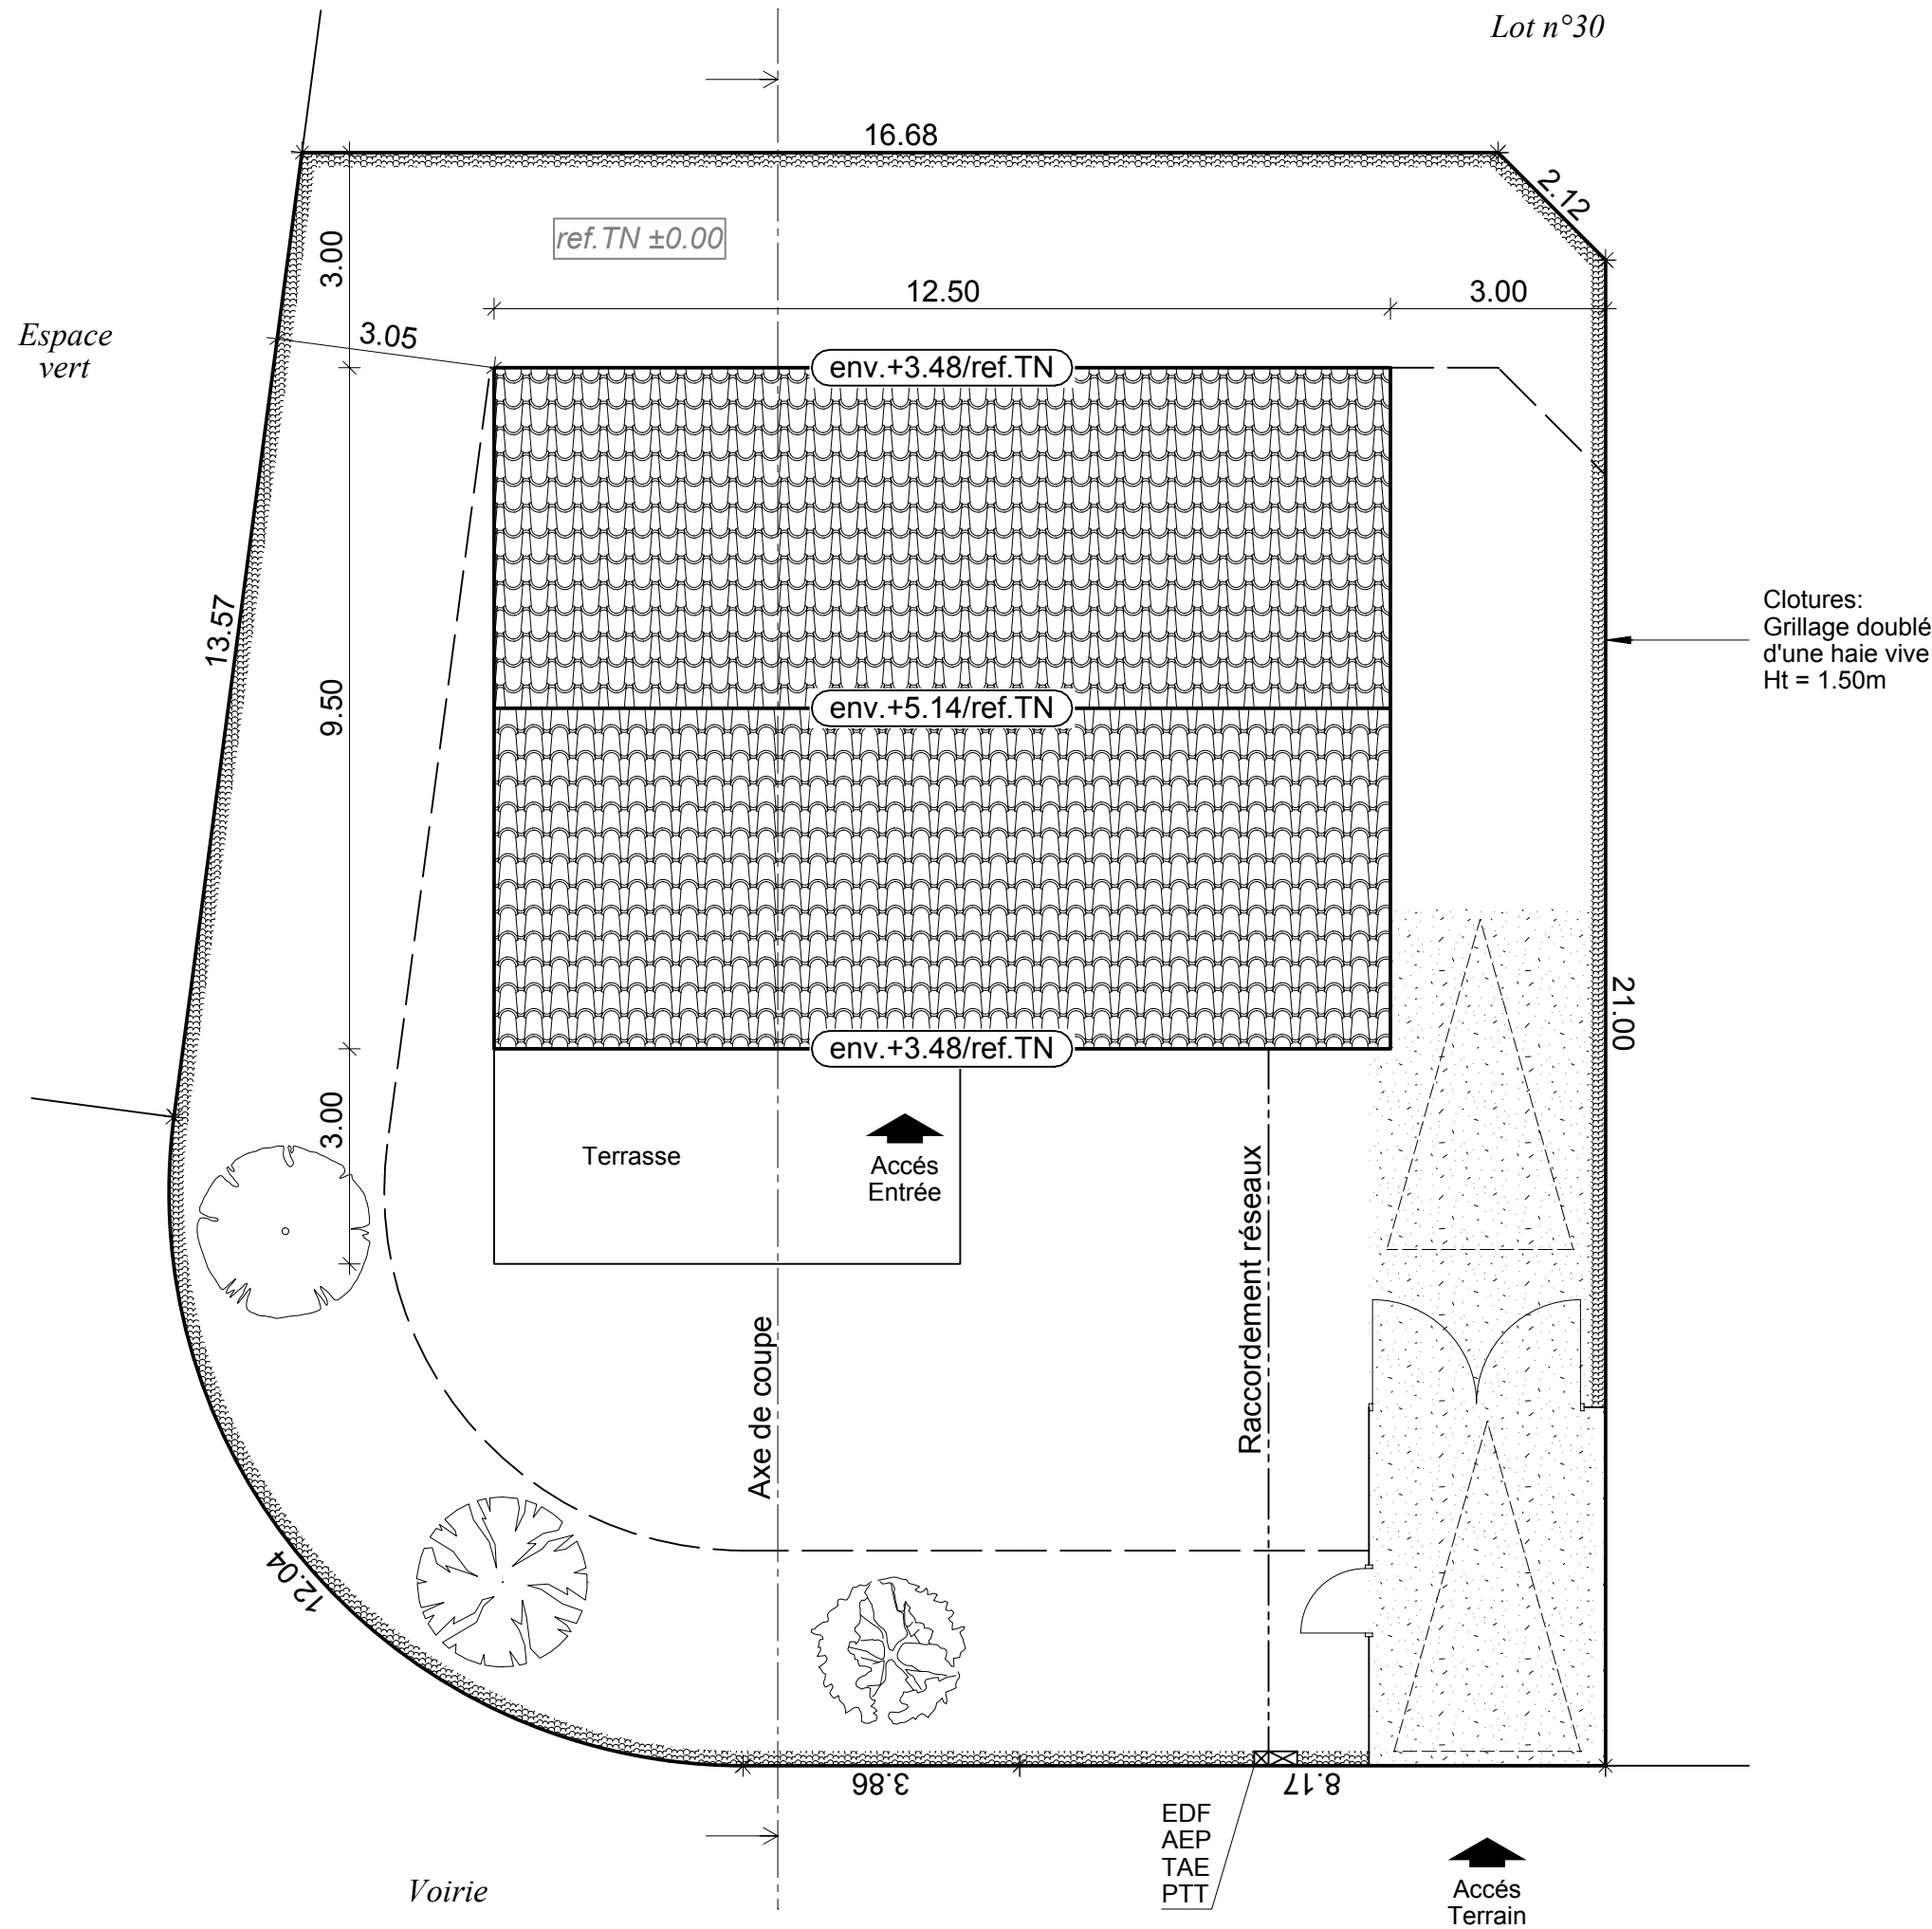 Lot n°30
16.68
2.12
ref.TN ±0.00
3.00
12.50
3.00
3.05
Espace
vert
env.+3.48/ref.TN
13.57
9.50
Clotures:
Grillage doublé
d'une haie vive
Ht = 1.50m
env.+5.14/ref.TN
21.00
env.+3.48/ref.TN
3.00
Terrasse
Accés
Entrée
Raccordement réseaux
Axe de coupe
12.04
3.86
8.17
EDF
AEP
TAE
PTT
Voirie
Accés
Terrain